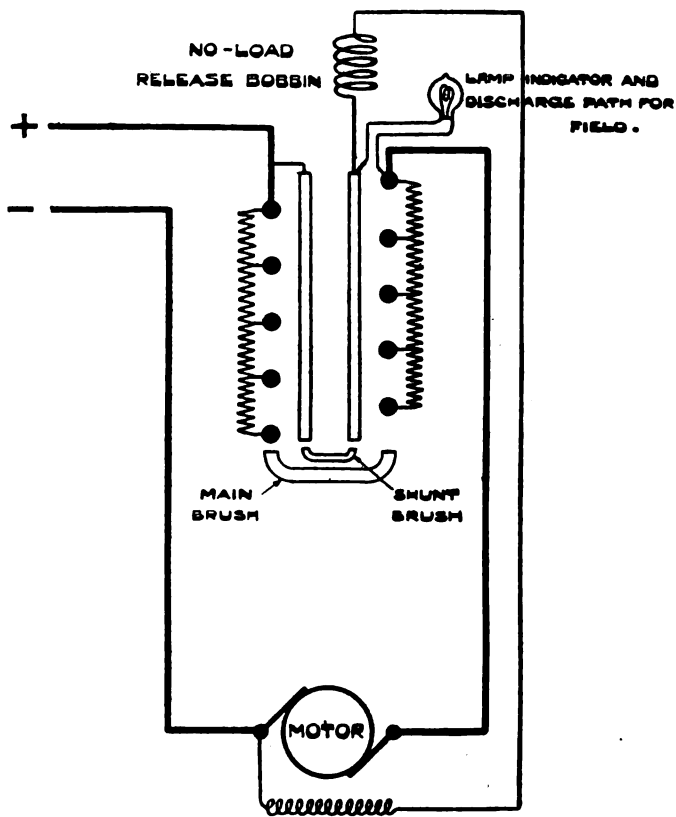 NO-LOAD
RELEASE BOBBIN
LAMP INDICATOR AND
DISCHARGE PATH FOR
FIELD.
+
−
MAIN
BRUSH
SHUNT
BRUSH
MOTOR